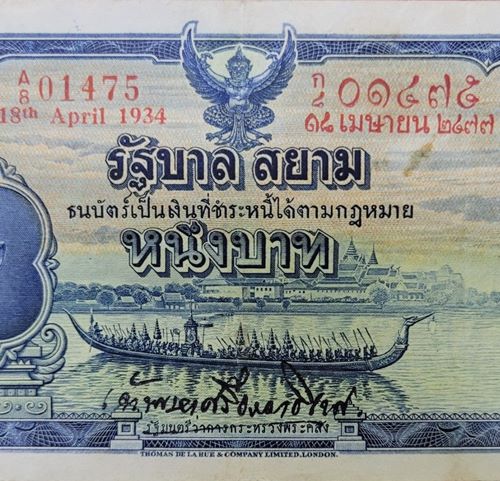 A/8 01475
ก/๘ ๐๑๔๗๕
18th April 1934
๑๘ เมษายน ๒๔๗๗
รัฐบาล สยาม
ธนบัตร์เป็นเงินที่ชำระหนี้ได้ตามกฎหมาย
หนึ่งบาท
รัฐมนตรีว่าการกระทรวงพระคลัง
THOMAS DE LA RUE & COMPANY LIMITED, LONDON.